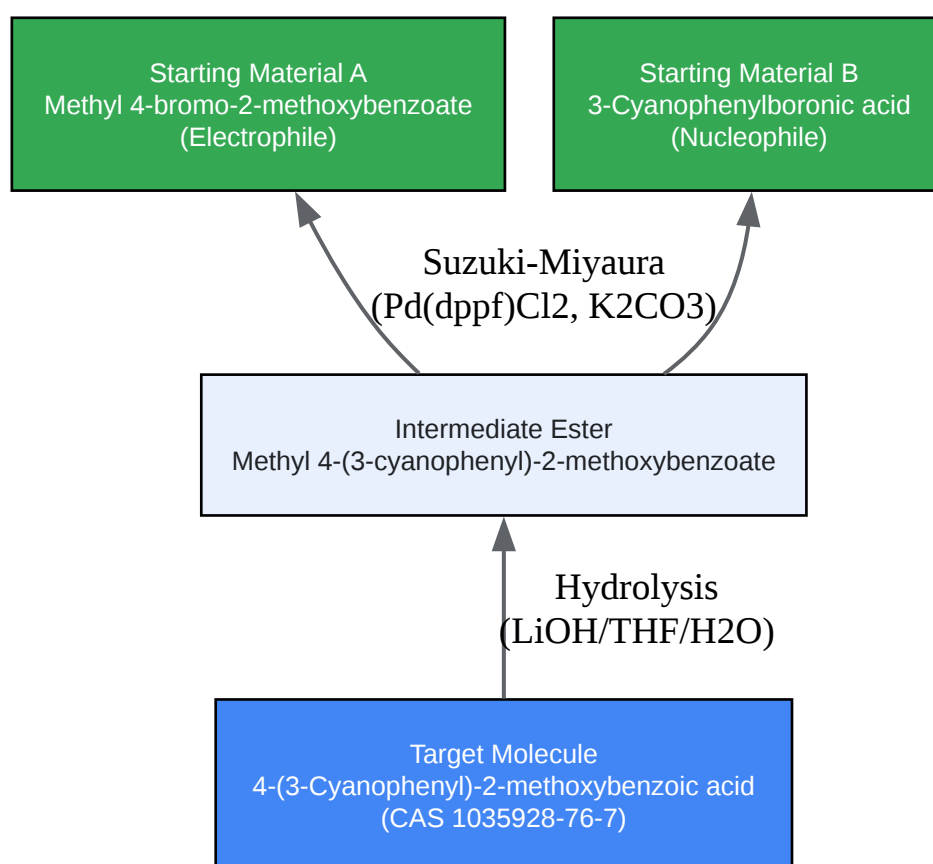 Starting Material A
Methyl 4-bromo-2-methoxybenzoate
(Electrophile)
Starting Material B
3-Cyanophenylboronic acid
(Nucleophile)
Suzuki-Miyaura
(Pd(dppf)Cl2, K2CO3)
Intermediate Ester
Methyl 4-(3-cyanophenyl)-2-methoxybenzoate
Hydrolysis
(LiOH/THF/H2O)
Target Molecule
4-(3-Cyanophenyl)-2-methoxybenzoic acid
(CAS 1035928-76-7)